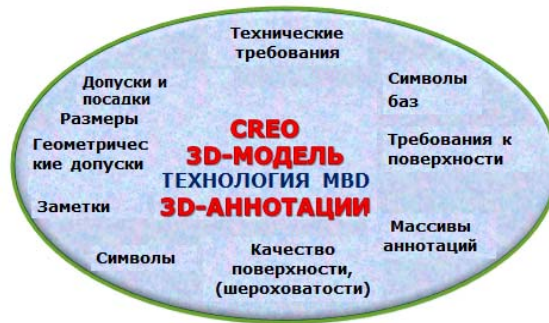 Технические
требования
Допуски и
посадки
Размеры
Геометричес
кие допуски
Заметки
Символы
CREO
3D-МОДЕЛЬ
ТЕХНОЛОГИЯ MBD
3D-АННОТАЦИИ
Качество
поверхности,
(шероховатости)
Символы
баз
Требования к
поверхности
Массивы
аннотаций